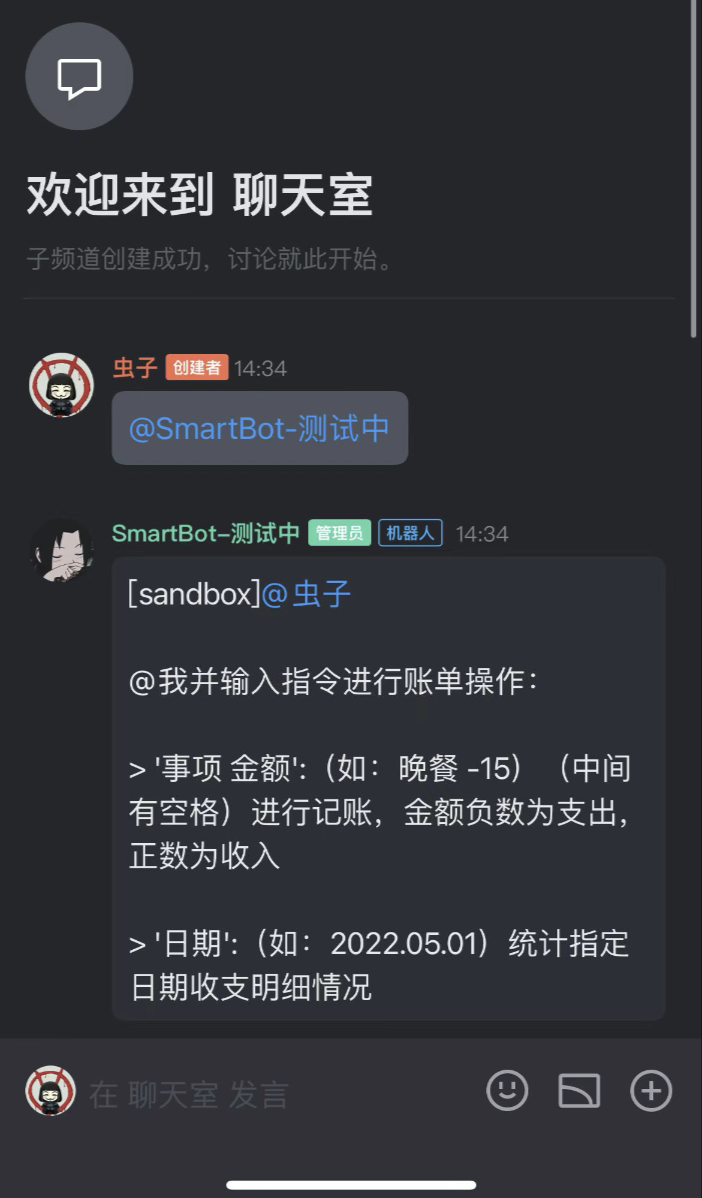 欢迎来到 聊天室
子频道创建成功，讨论就此开始。
虫子 创建者 14:34
@SmartBot-测试中
SmartBot-测试中 管理员 机器人 14:34
[sandbox]@虫子
@我并输入指令进行账单操作：
> '事项 金额':（如：晚餐 -15）（中间
有空格）进行记账，金额负数为支出，
正数为收入
> '日期':（如：2022.05.01）统计指定
日期收支明细情况
在 聊天室 发言